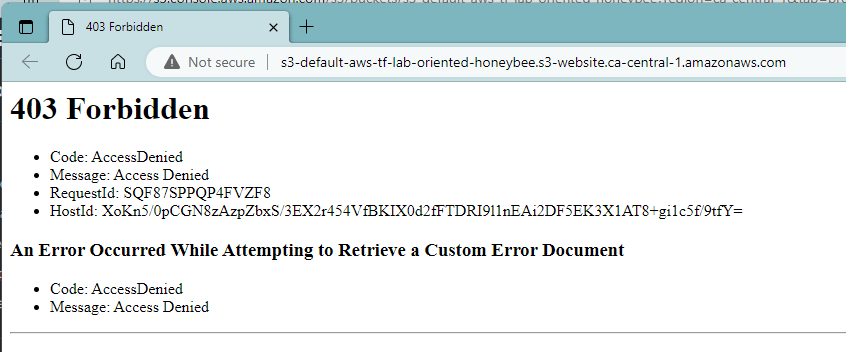 403 Forbidden
Not secure | s3-default-aws-tf-lab-oriented-honeybee.s3-website.ca-central-1.amazonaws.com
403 Forbidden
• Code: AccessDenied
• Message: Access Denied
• RequestId: SQF87SPPQP4FVZF8
• HostId: XoKn5/0pCGN8zAzpZbxS/3EX2r454VfBKIX0d2fFTDRI9l1nEAi2DF5EK3X1AT8+gi1c5f/9tfY=
An Error Occurred While Attempting to Retrieve a Custom Error Document
• Code: AccessDenied
• Message: Access Denied